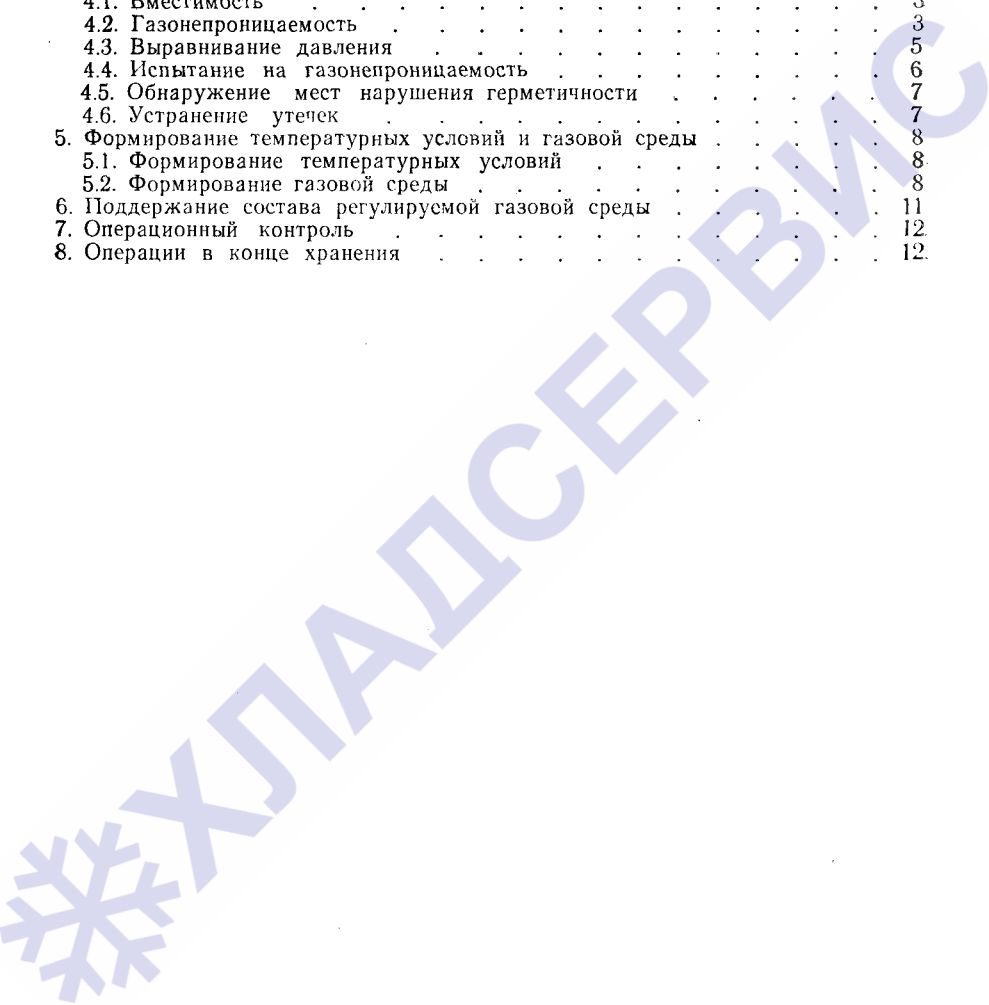 4.1. Вместимость . . . . . . . . . . . . . . 3
4.2. Газонепроницаемость . . . . . . . . . . . . 3
4.3. Выравнивание давления . . . . . . . . . . . 5
4.4. Испытание на газонепроницаемость . . . . . . . . 6
4.5. Обнаружение мест нарушения герметичности . . . . . . 7
4.6. Устранение утечек . . . . . . . . . . . . . 7
5. Формирование температурных условий и газовой среды . . . . . 8
5.1. Формирование температурных условий . . . . . . . . 8
5.2. Формирование газовой среды . . . . . . . . . . . 8
6. Поддержание состава регулируемой газовой среды . . . . . . 11
7. Операционный контроль . . . . . . . . . . . . . 12
8. Операции в конце хранения . . . . . . . . . . . . 12
ХЛАДСЕРВИС